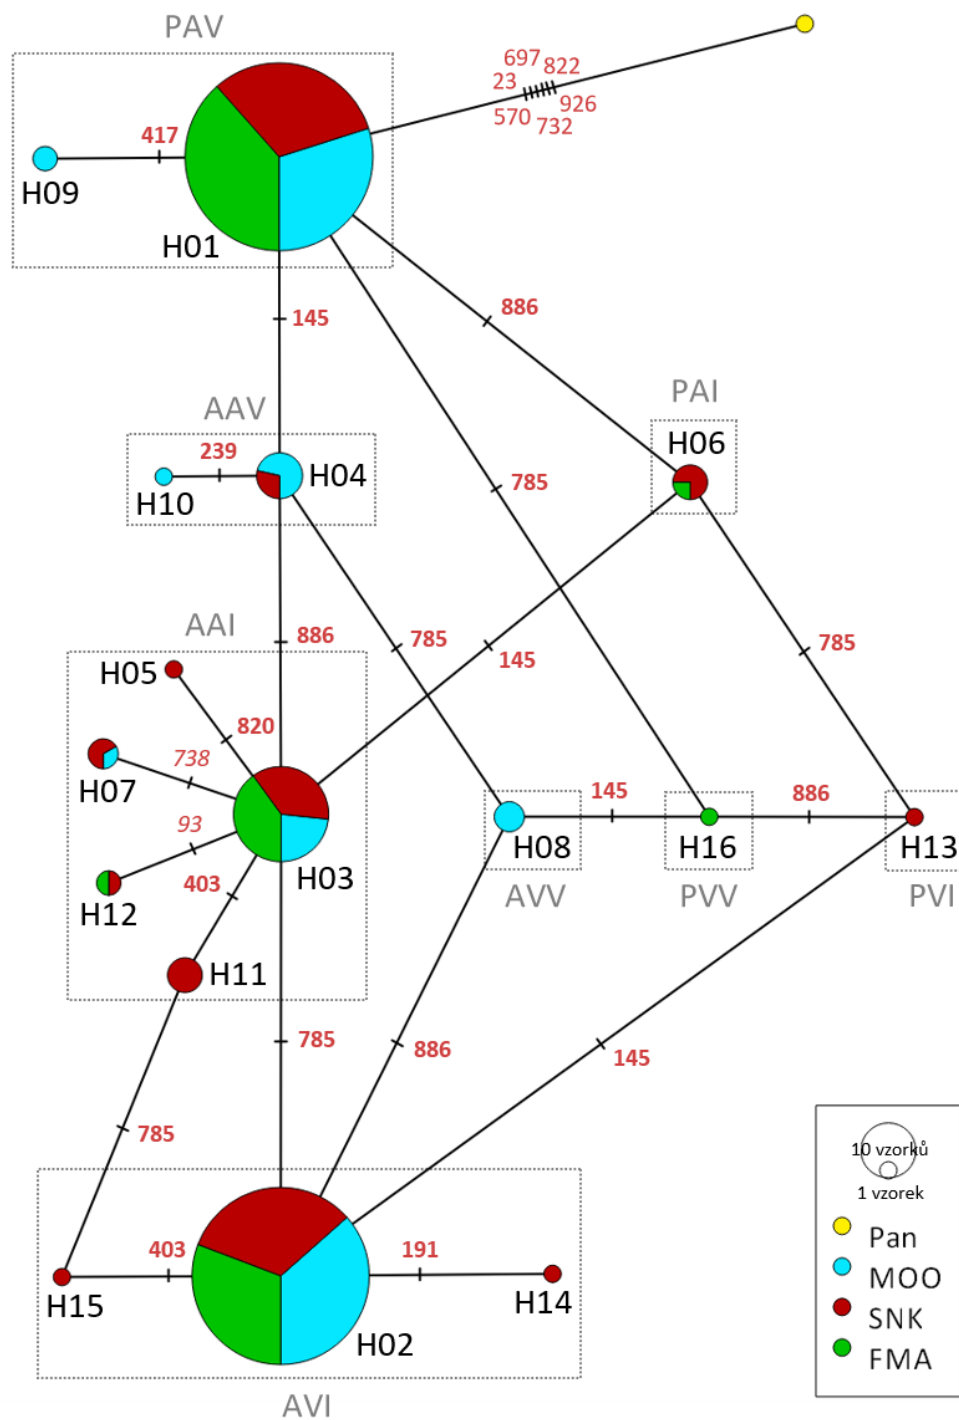 PAV
697
822
23
570
926
732
417
H09
H01
145
886
PAI
AAV
H06
239
H04
H10
785
AAI
886
785
145
785
H05
820
738
H07
93
H03
145
886
H08
H16
H13
403
H12
AVV
PVV
PVI
H11
785
886
145
785
10 vzorků
1 vzorek
Pan
MOO
SNK
FMA
403
191
H15
H14
H02
AVI